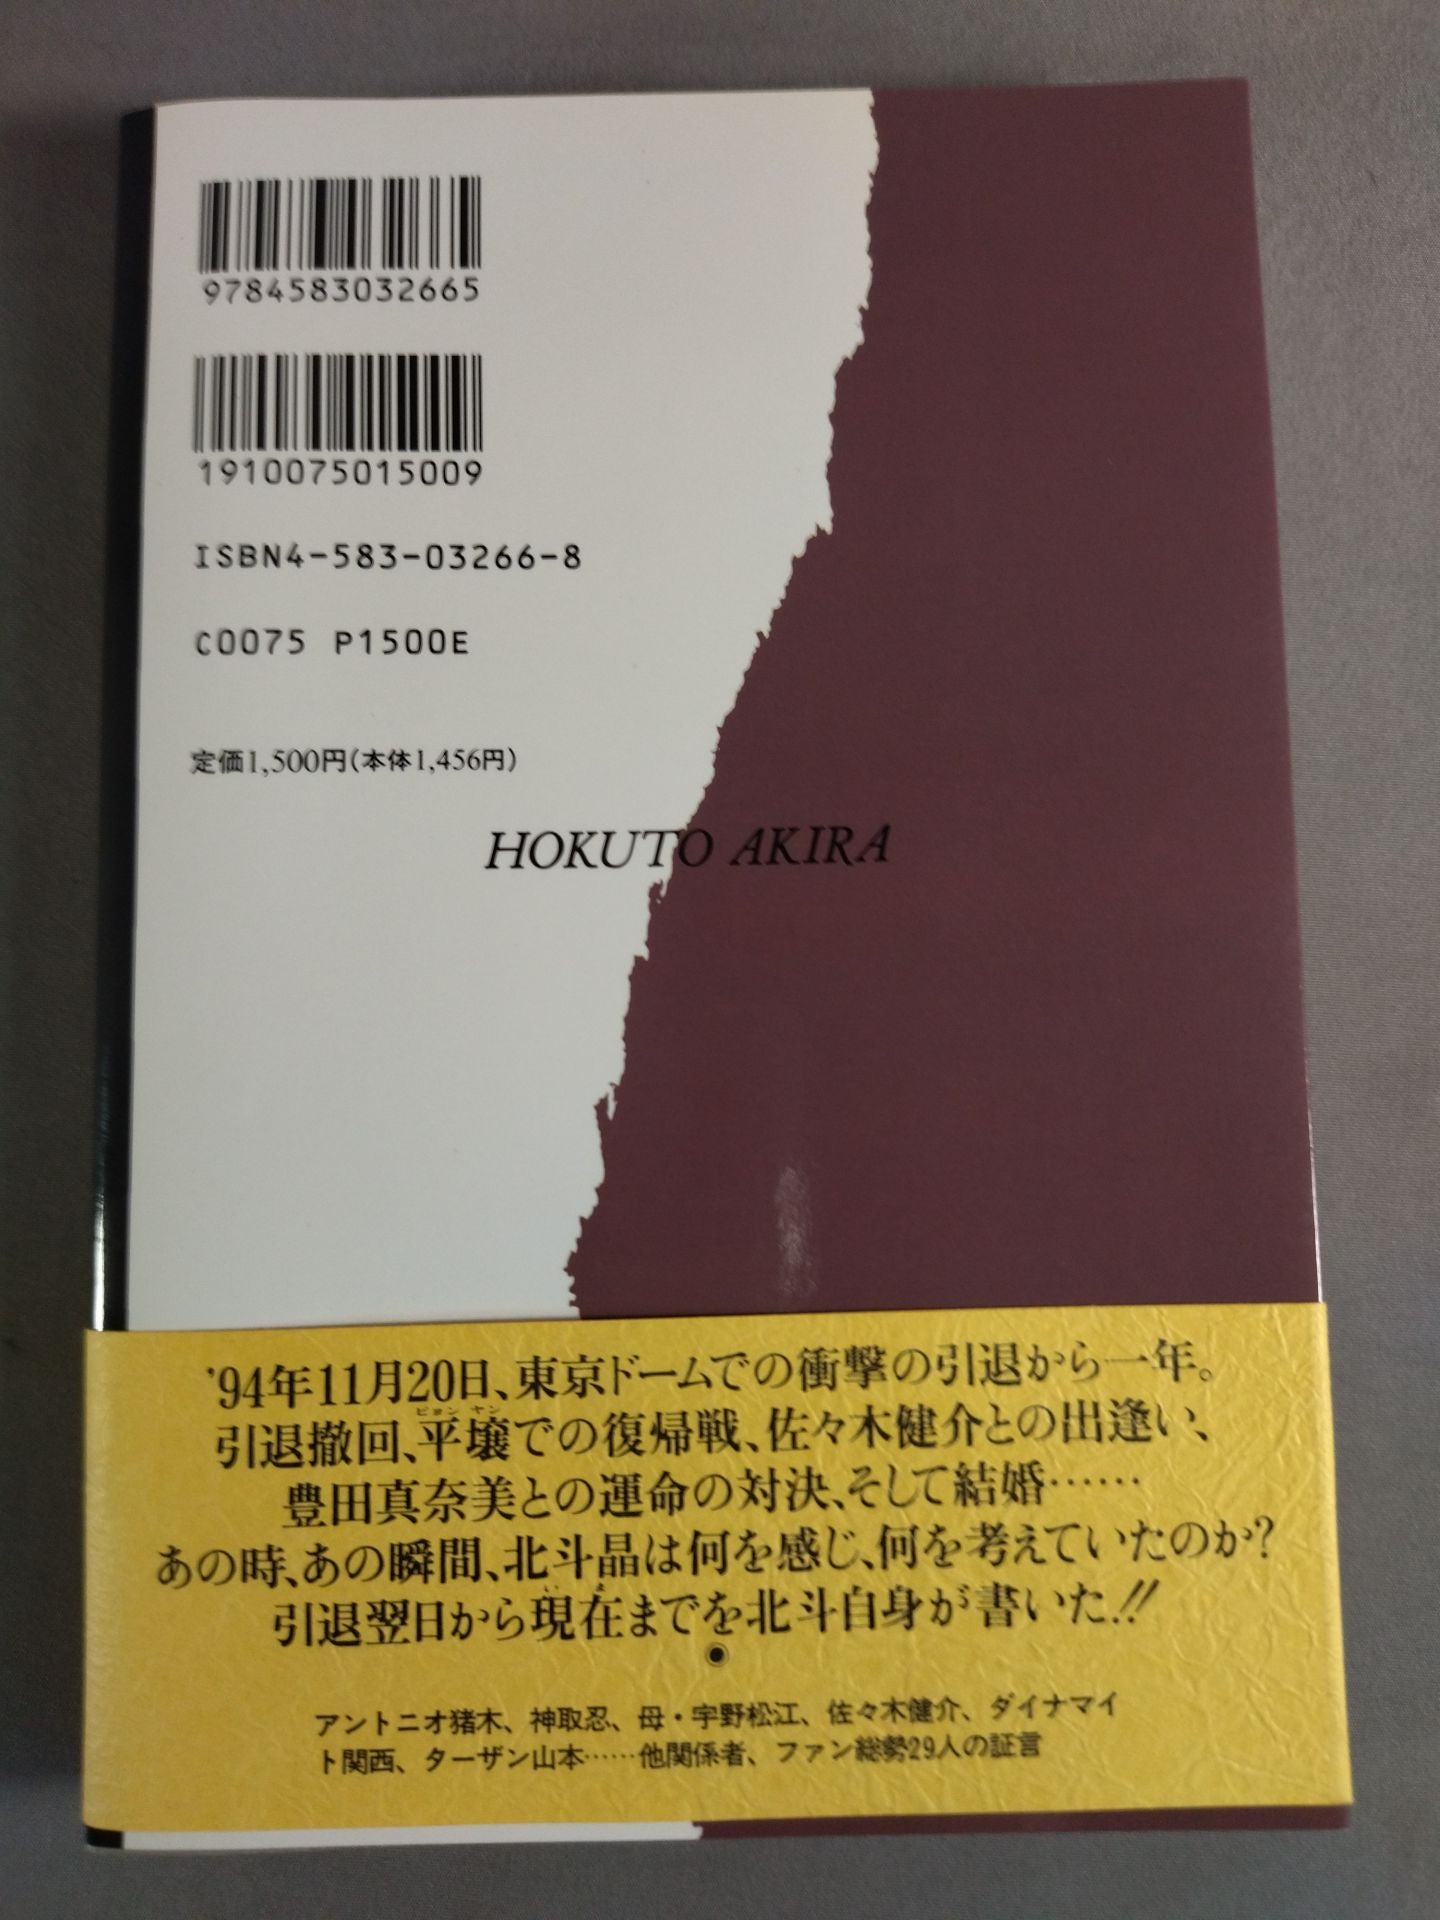 9784583032665
1910075015009
ISBN4-583-03266-8
C0075 P1500E
定価1,500円(本体1,456円)
HOKUTO AKIRA
'94年11月20日、東京ドームでの衝撃の引退から一年。
引退撤回、平壌での復帰戦、佐々木健介との出逢い、
ピョン ヤン
豊田真奈美との運命の対決、そして結婚……
あの時、あの瞬間、北斗晶は何を感じ、何を考えていたのか?
引退翌日から現在までを北斗自身が書いた!!
い ま
アントニオ猪木、神取忍、母・宇野松江、佐々木健介、ダイナマイ
ト関西、ターザン山本……他関係者、ファン総勢29人の証言